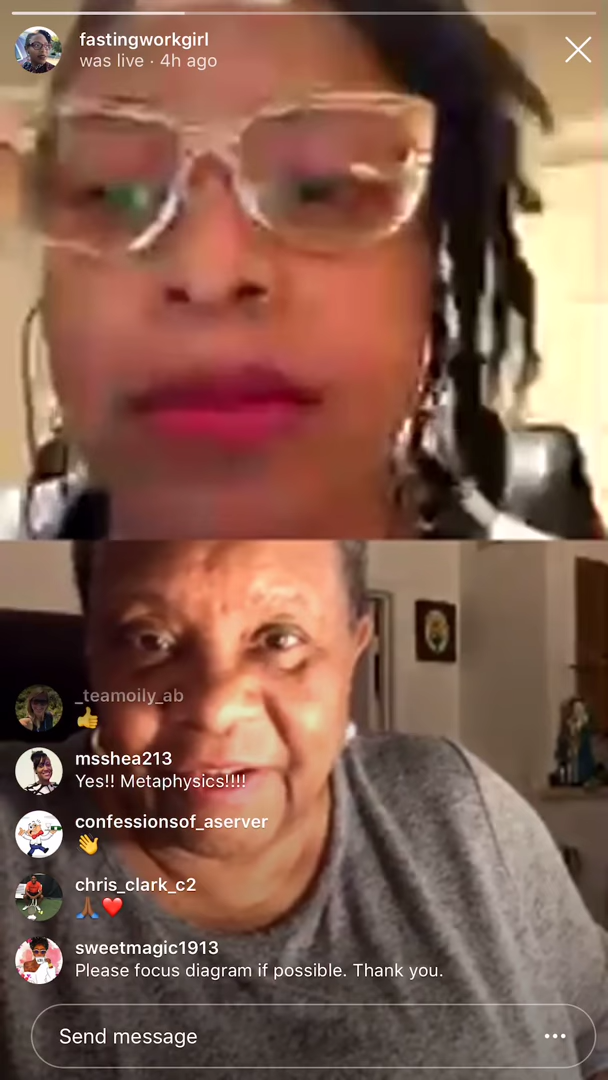 fastingworkgirl
was live · 4h ago
_teamoily_ab
👍
msshea213
Yes!! Metaphysics!!!!
confessionsof_aserver
👋
chris_clark_c2
🙏🏾❤️
sweetmagic1913
Please focus diagram if possible. Thank you.
Send message